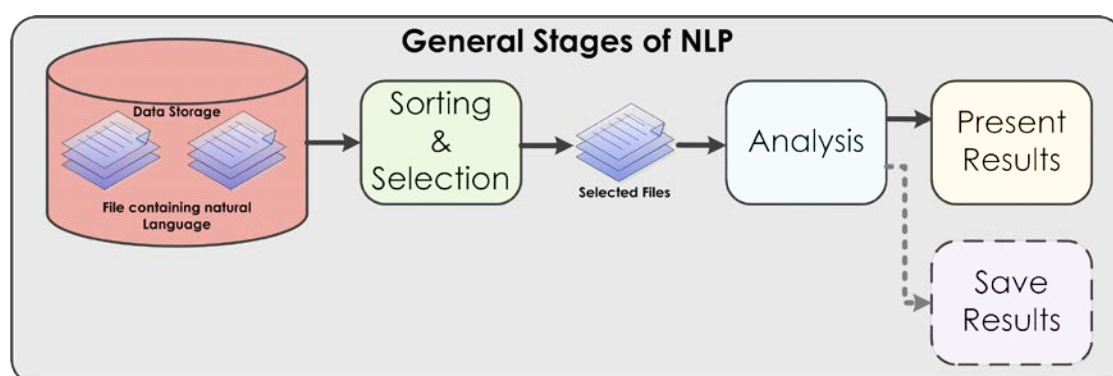 General Stages of NLP
Data Storage
File containing natural
Language
Sorting
&
Selection
Selected Files
Analysis
Present
Results
Save
Results